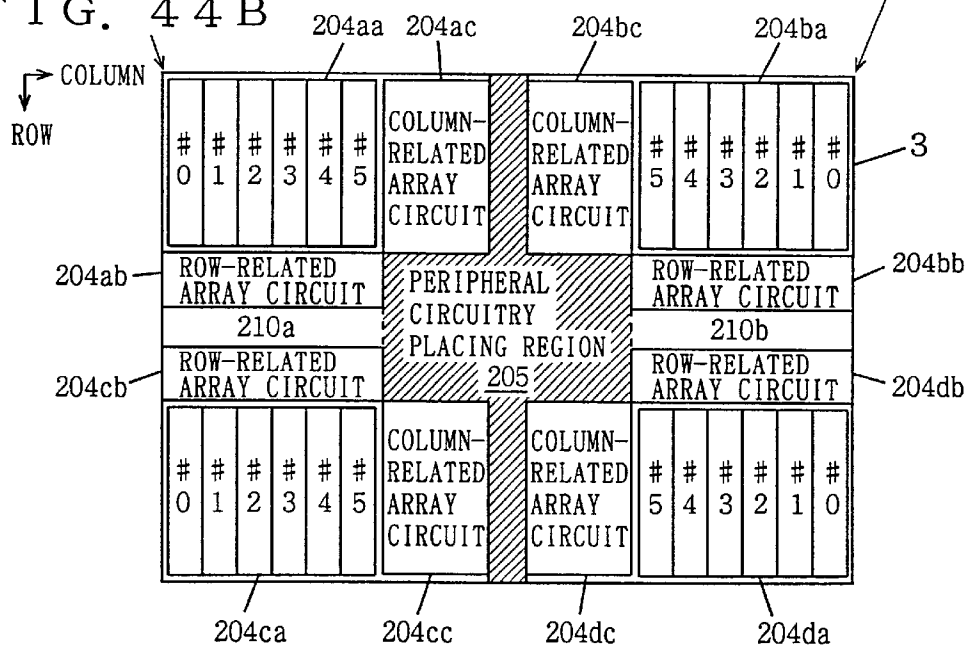 FIG. 44B
204aa 204ac 204bc 204ba
COLUMN
ROW
# # # # # #
0 1 2 3 4 5
COLUMN-
RELATED
ARRAY
CIRCUIT
COLUMN-
RELATED
ARRAY
CIRCUIT
# # # # # #
5 4 3 2 1 0
3
204ab
ROW-RELATED
ARRAY CIRCUIT
210a
ROW-RELATED
ARRAY CIRCUIT
204cb
PERIPHERAL
CIRCUITRY
PLACING REGION
205
ROW-RELATED
ARRAY CIRCUIT
204bb
210b
ROW-RELATED
ARRAY CIRCUIT
204db
# # # # # #
0 1 2 3 4 5
COLUMN-
RELATED
ARRAY
CIRCUIT
COLUMN-
RELATED
ARRAY
CIRCUIT
# # # # # #
5 4 3 2 1 0
204ca 204cc 204dc 204da